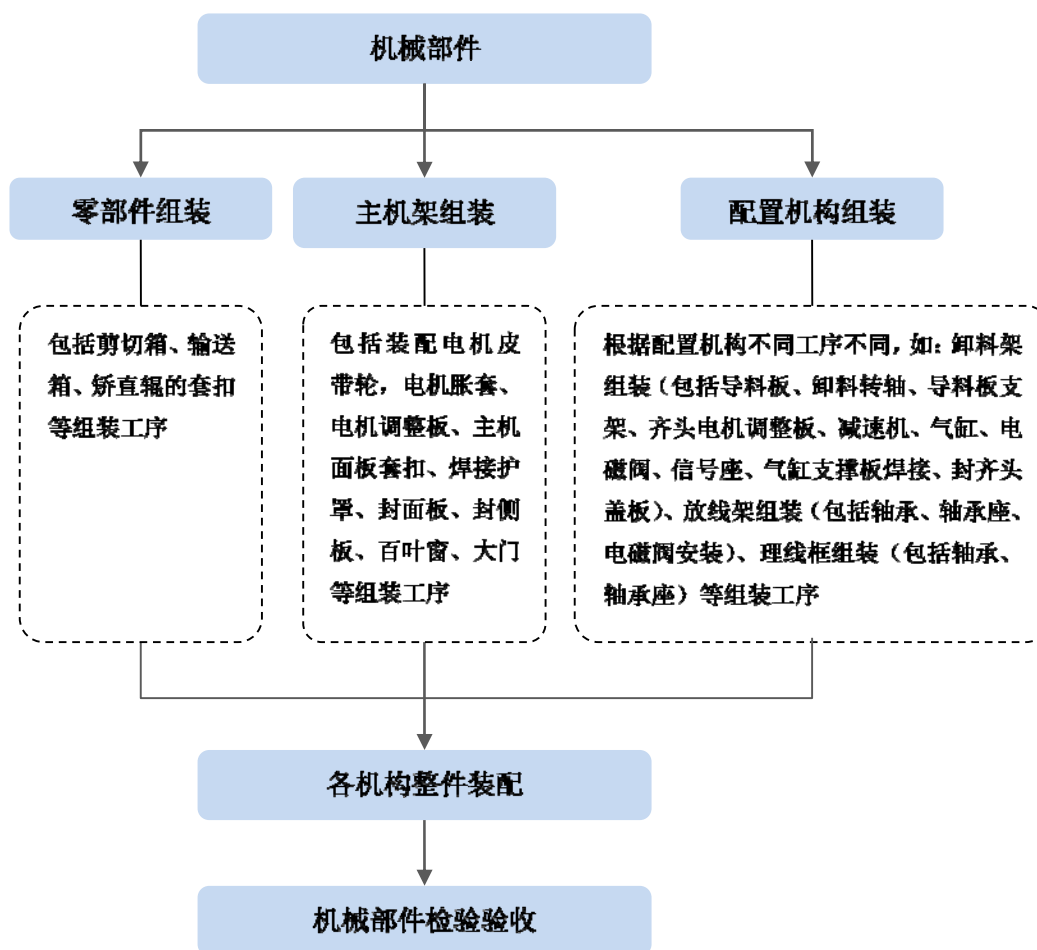 机械部件
零部件组装
主机架组装
配置机构组装
包括剪切箱、输送
箱、矫直辊的套扣
等组装工序
包括装配电机皮
带轮，电机胀套、
电机调整板、主机
面板套扣、焊接护
罩、封面板、封侧
板、百叶窗、大门
等组装工序
根据配置机构不同工序不同，如：卸料架
组装（包括导料板、卸料转轴、导料板支
架、齐头电机调整板、减速机、气缸、电
磁阀、信号座、气缸支撑板焊接、封齐头
盖板）、放线架组装（包括轴承、轴承座、
电磁阀安装）、理线框组装（包括轴承、
轴承座）等组装工序
各机构整件装配
机械部件检验验收